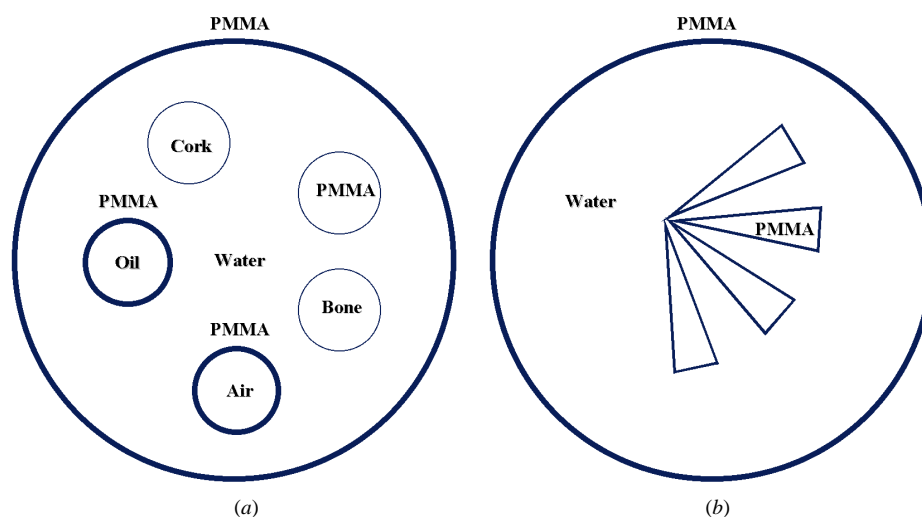 PMMA
Cork
PMMA
PMMA
Oil
Water
Bone
PMMA
Air
(a)
PMMA
Water
PMMA
(b)